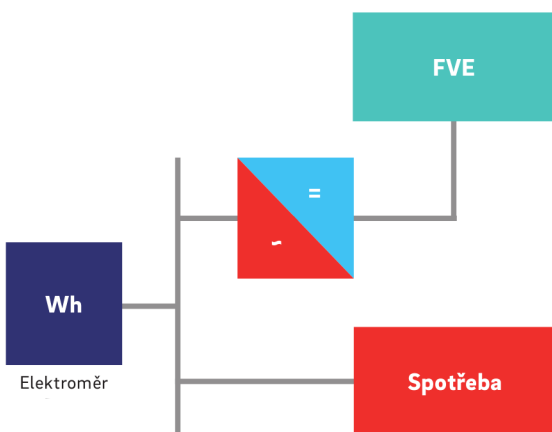 FVE
=
~
Wh
Elektroměr
Spotřeba